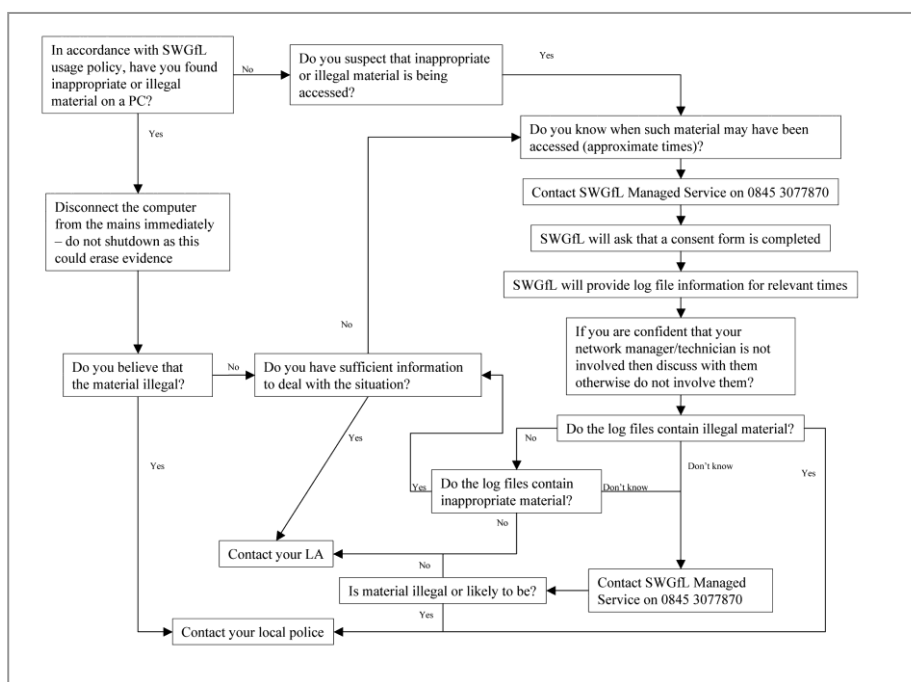 In accordance with SWGfL
usage policy, have you found
inappropriate or illegal
material on a PC?
No
Do you suspect that inappropriate
or illegal material is being
accessed?
Yes
Yes
Do you know when such material may have been
accessed (approximate times)?
Contact SWGfL Managed Service on 0845 3077870
Disconnect the computer
from the mains immediately
– do not shutdown as this
could erase evidence
SWGfL will ask that a consent form is completed
SWGfL will provide log file information for relevant times
No
If you are confident that your
network manager/technician is
not involved then discuss with them
otherwise do not involve them?
Do you believe that
the material illegal?
No
Do you have sufficient information
to deal with the situation?
Do the log files contain illegal material?
Yes
Yes
No
Don't know
Yes
Do the log files contain
inappropriate material?
Yes
Don't know
No
Contact your LA
No
Is material illegal or likely to be?
Contact SWGfL Managed
Service on 0845 3077870
Yes
Contact your local police